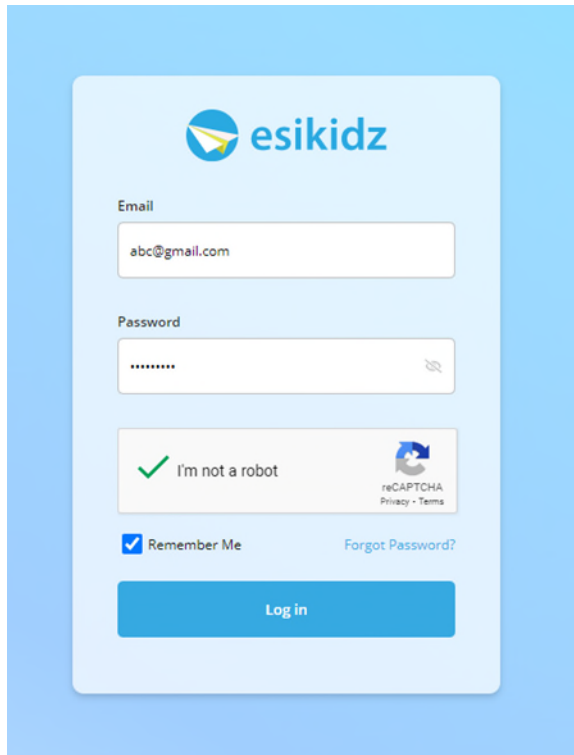 esikidz
Email
abc@gmail.com
Password
•••••••••
I'm not a robot
reCAPTCHA
Privacy - Terms
Remember Me
Forgot Password?
Log in